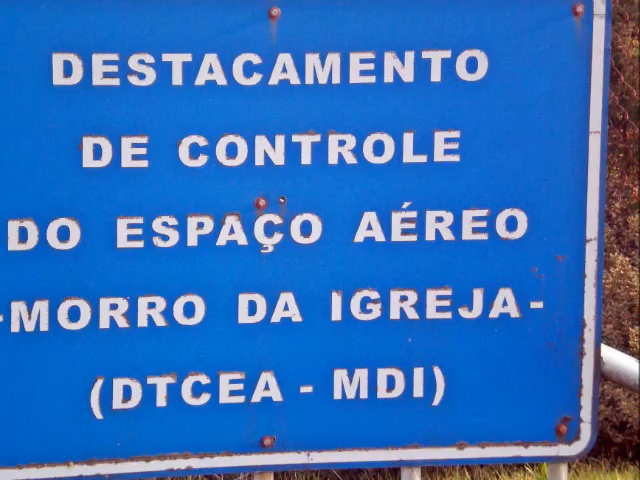 DESTACAMENTO
DE CONTROLE
DO ESPAÇO AÉREO
-MORRO DA IGREJA-
(DTCEA - MDI)